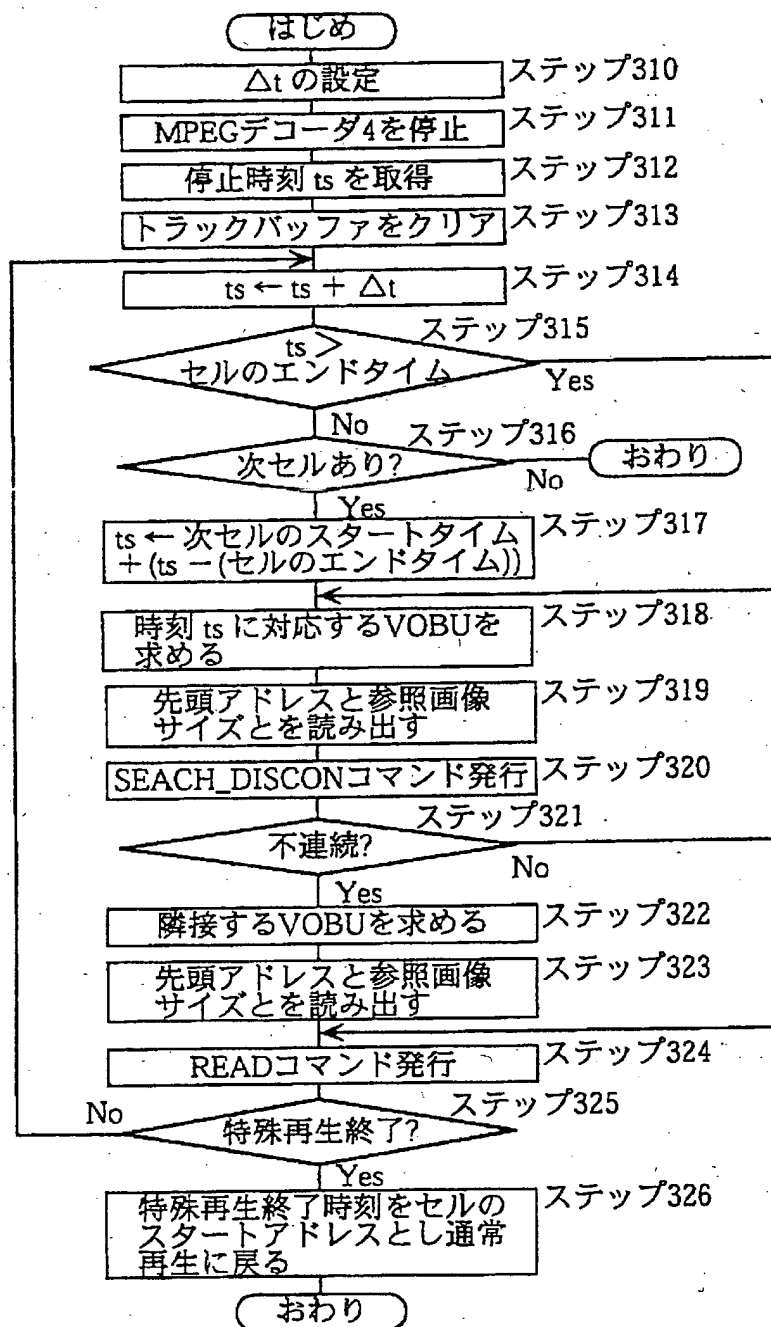 はじめ
△t の設定
ステップ310
MPEGデコーダ4を停止
ステップ311
停止時刻 ts を取得
ステップ312
トラックバッファをクリア
ステップ313
ts ← ts + △t
ステップ314
ステップ315
ts >
セルのエンドタイム
Yes
No
ステップ316
次セルあり?
No
おわり
Yes
ts ← 次セルのスタートタイム
+ (ts − (セルのエンドタイム))
ステップ317
時刻 ts に対応するVOBUを
求める
ステップ318
先頭アドレスと参照画像
サイズとを読み出す
ステップ319
SEACH_DISCONコマンド発行
ステップ320
ステップ321
不連続?
No
Yes
隣接するVOBUを求める
ステップ322
先頭アドレスと参照画像
サイズとを読み出す
ステップ323
READコマンド発行
ステップ324
ステップ325
No
特殊再生終了?
Yes
特殊再生終了時刻をセルの
スタートアドレスとし通常
再生に戻る
ステップ326
おわり